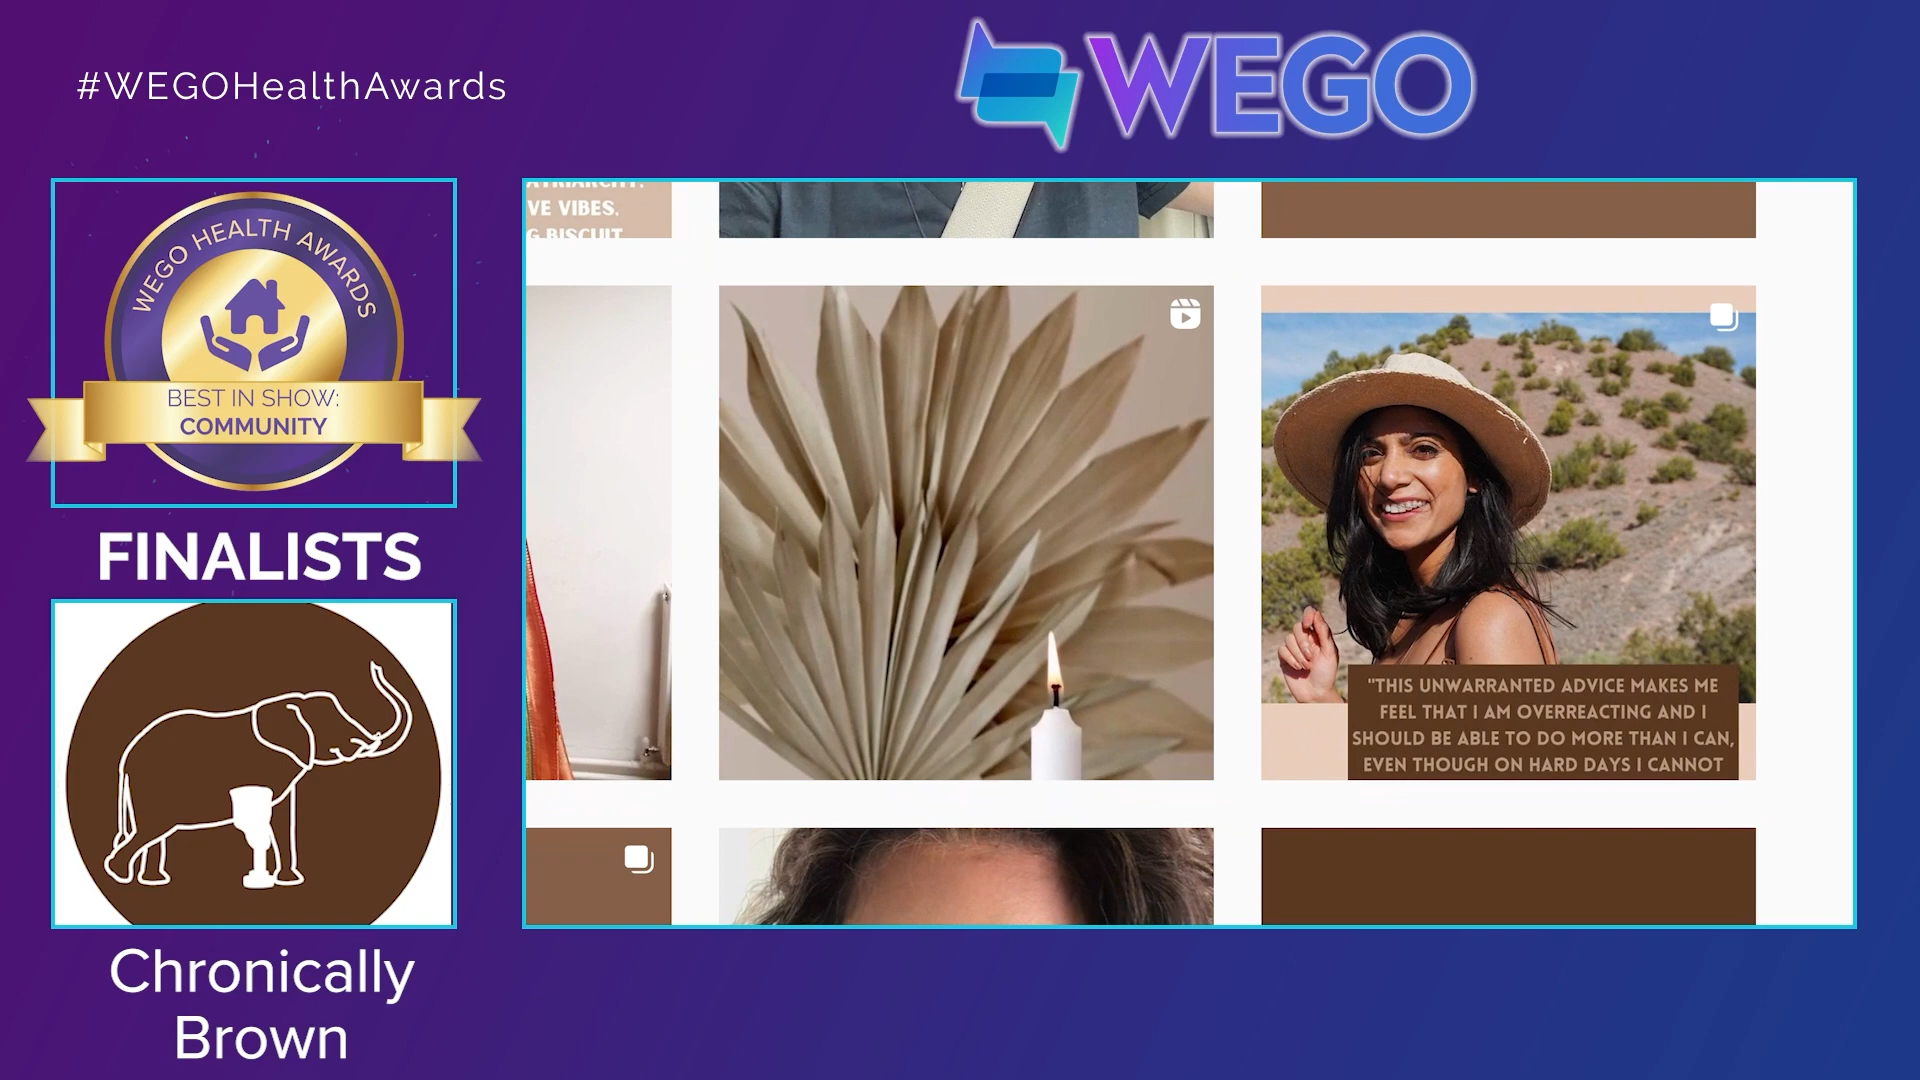 #WEGOHealthAwards
WEGO
WEGO HEALTH AWARDS
BEST IN SHOW:
COMMUNITY
FINALISTS
Chronically
Brown
VE VIBES.
G BISCUIT
"THIS UNWARRANTED ADVICE MAKES ME
FEEL THAT I AM OVERREACTING AND I
SHOULD BE ABLE TO DO MORE THAN I CAN,
EVEN THOUGH ON HARD DAYS I CANNOT